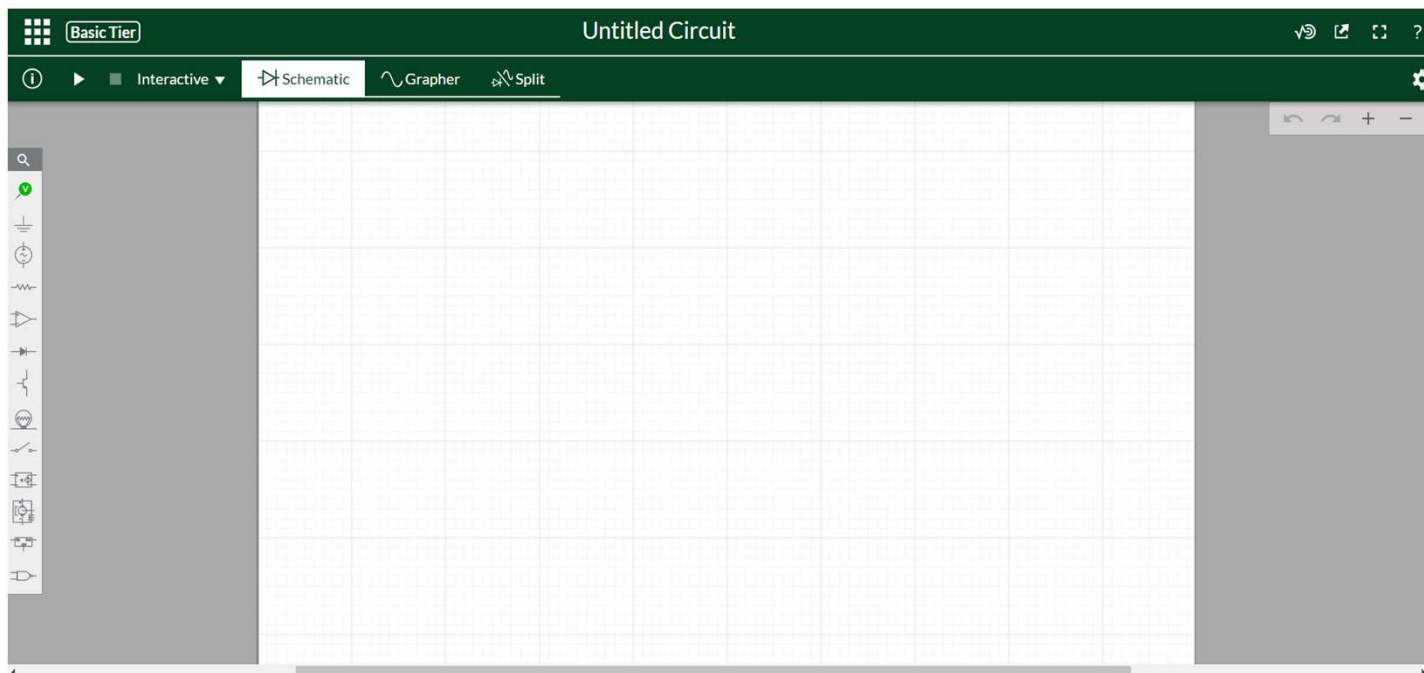 Basic Tier
Untitled Circuit
?
Interactive
Schematic
Grapher
Split
V